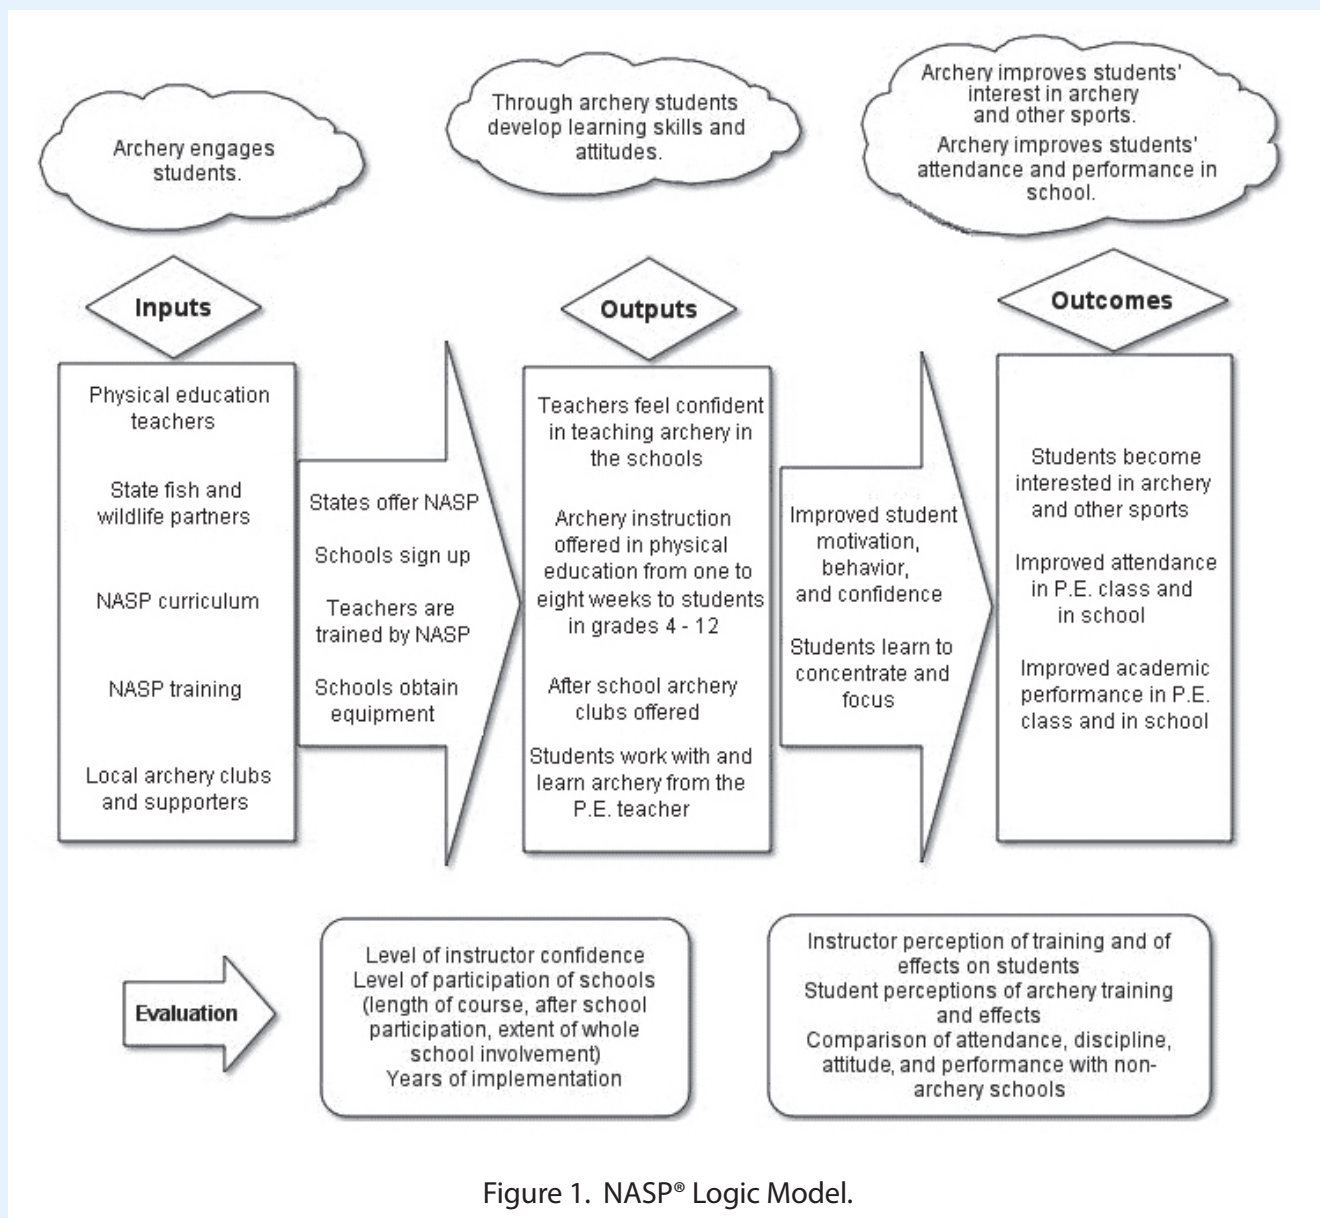 Archery engages
students.
Through archery students
develop learning skills and
attitudes.
Archery improves students'
interest in archery
and other sports.
Archery improves students'
attendance and performance in
school.
Inputs
Outputs
Outcomes
Physical education
teachers
State fish and
wildlife partners
NASP curriculum
NASP training
Local archery clubs
and supporters
States offer NASP
Schools sign up
Teachers are
trained by NASP
Schools obtain
equipment
Teachers feel confident
in teaching archery in
the schools
Archery instruction
offered in physical
education from one to
eight weeks to students
in grades 4 - 12
After school archery
clubs offered
Students work with and
learn archery from the
P.E. teacher
Improved student
motivation,
behavior,
and confidence
Students learn to
concentrate and
focus
Students become
interested in archery
and other sports
Improved attendance
in P.E. class and
in school
Improved academic
performance in P.E.
class and in school
Evaluation
Level of instructor confidence
Level of participation of schools
(length of course, after school
participation, extent of whole
school involvement)
Years of implementation
Instructor perception of training and of
effects on students
Student perceptions of archery training
and effects
Comparison of attendance, discipline,
attitude, and performance with non-
archery schools
Figure 1. NASP® Logic Model.